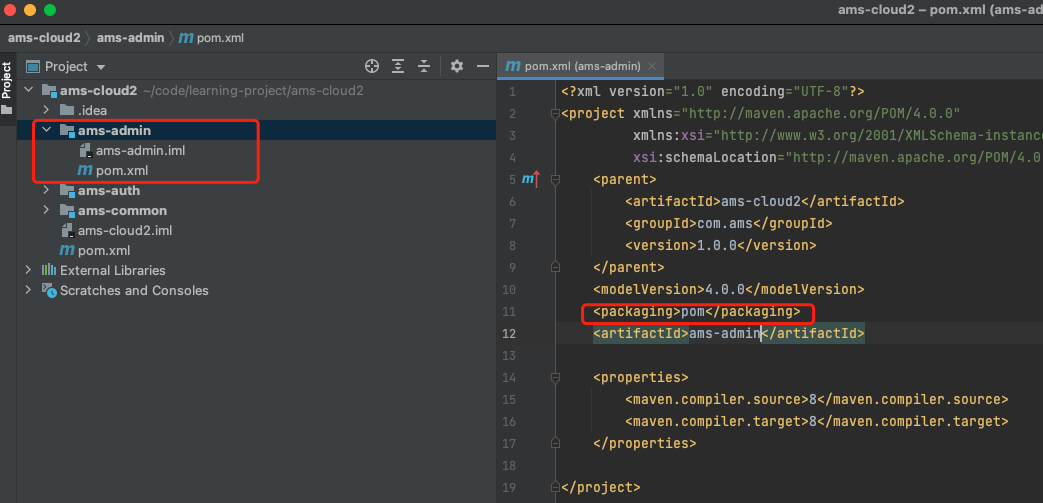 ams-cloud2 – pom.xml (ams-ad
ams-cloud2 ams-admin pom.xml
Project
Project
ams-cloud2 ~/code/learning-project/ams-cloud2
.idea
ams-admin
ams-admin.iml
pom.xml
ams-auth
ams-common
ams-cloud2.iml
pom.xml
External Libraries
Scratches and Consoles
pom.xml (ams-admin)
1 <?xml version="1.0" encoding="UTF-8"?>
2 <project xmlns="http://maven.apache.org/POM/4.0.0"
3 xmlns:xsi="http://www.w3.org/2001/XMLSchema-instanc
4 xsi:schemaLocation="http://maven.apache.org/POM/4.0
5 <parent>
6 <artifactId>ams-cloud2</artifactId>
7 <groupId>com.ams</groupId>
8 <version>1.0.0</version>
9 </parent>
10 <modelVersion>4.0.0</modelVersion>
11 <packaging>pom</packaging>
12 <artifactId>ams-admin</artifactId>
13
14 <properties>
15 <maven.compiler.source>8</maven.compiler.source>
16 <maven.compiler.target>8</maven.compiler.target>
17 </properties>
18
19 </project>